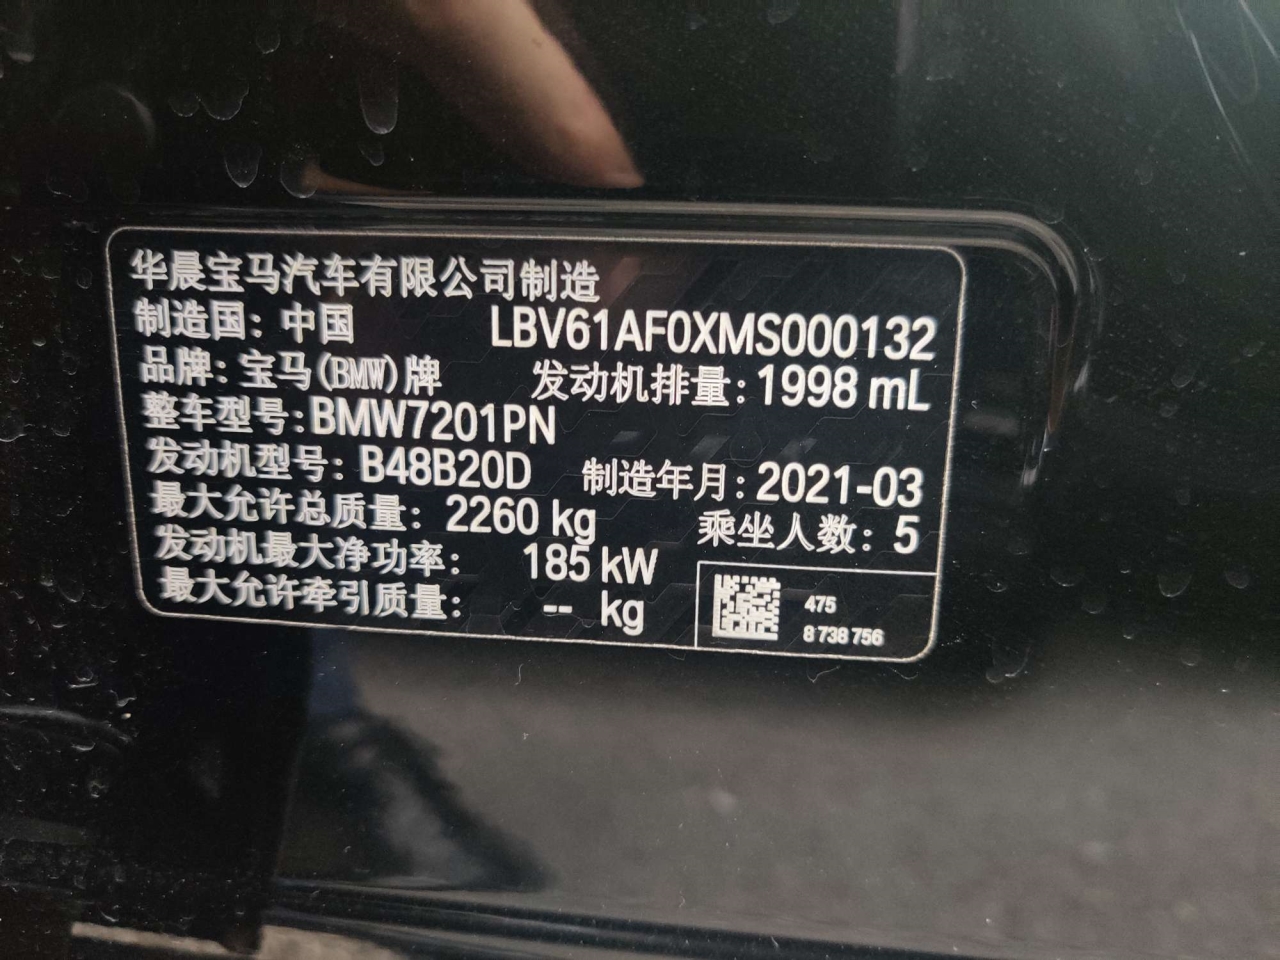 华晨宝马汽车有限公司制造
制造国：中国 LBV61AF0XMS000132
品牌：宝马(BMW)牌 发动机排量：1998 mL
整车型号：BMW7201PN
发动机型号：B48B20D 制造年月：2021-03
最大允许总质量：2260 kg 乘坐人数：5
发动机最大净功率：185 kW
最大允许牵引质量：-- kg
475
8 738 756